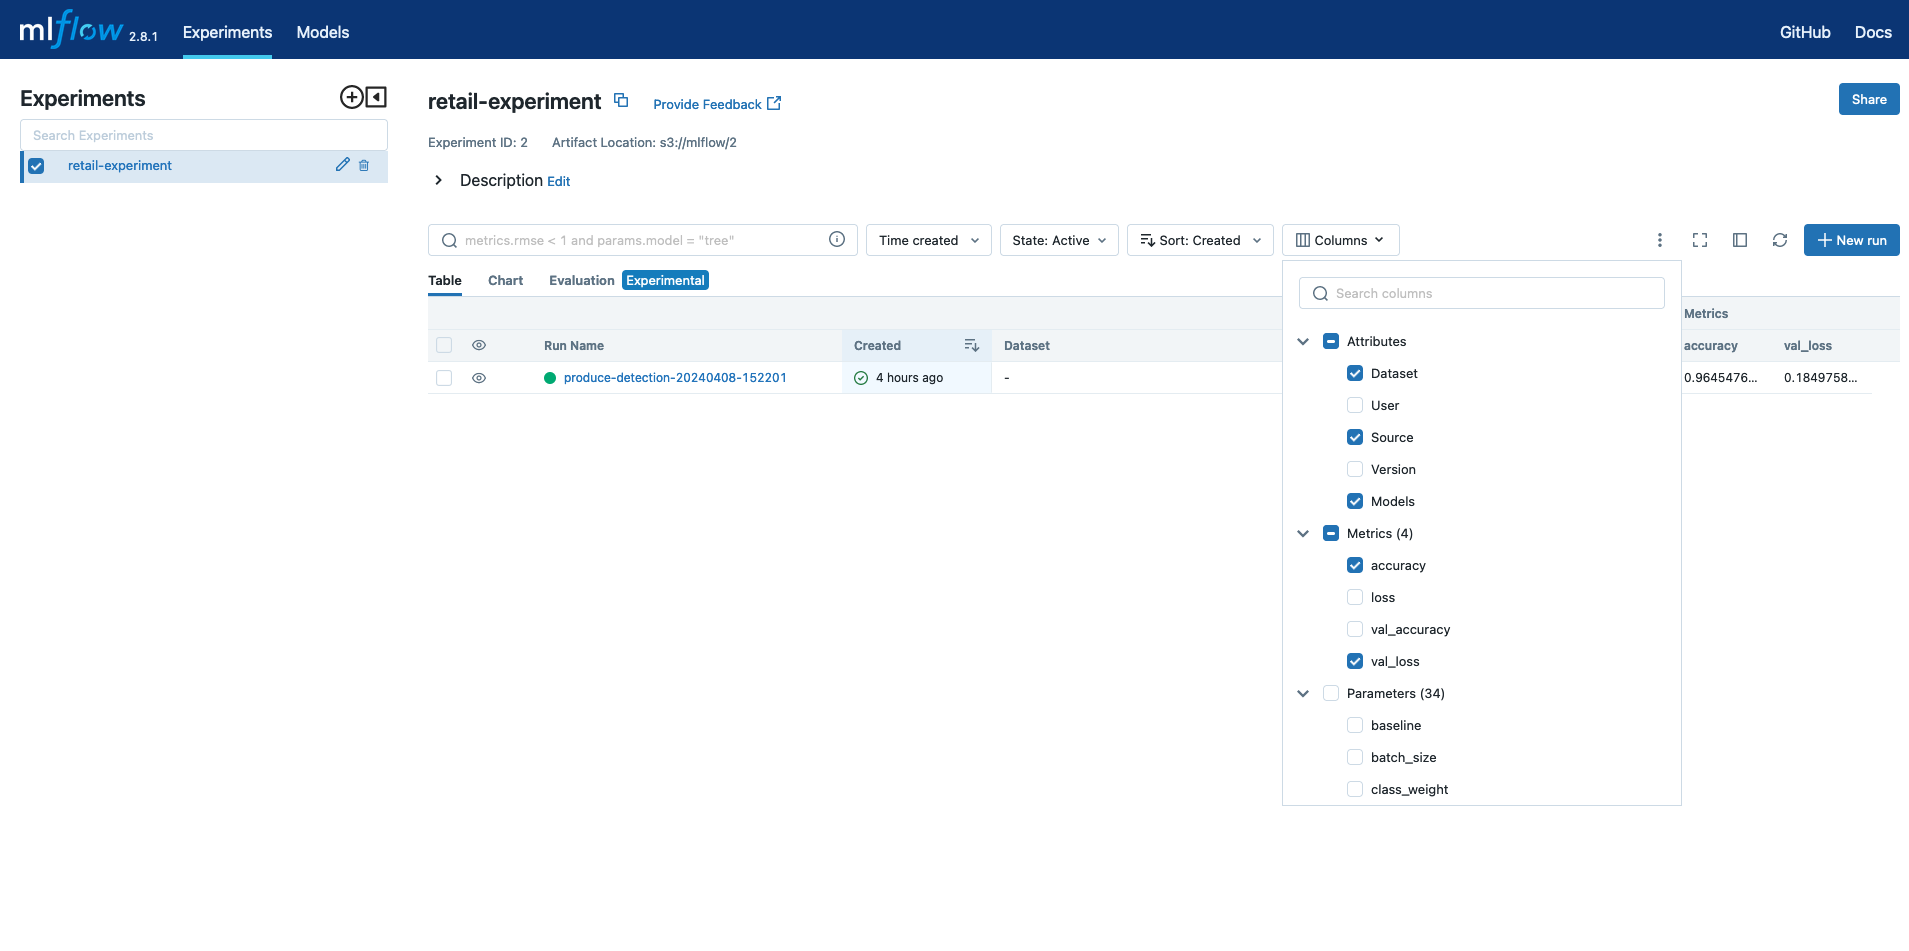 mlflow 2.8.1 Experiments Models GitHub Docs
Experiments
Search Experiments
retail-experiment
retail-experiment Provide Feedback Share
Experiment ID: 2 Artifact Location: s3://mlflow/2
Description Edit
metrics.rmse < 1 and params.model = "tree" Time created State: Active Sort: Created Columns New run
Table Chart Evaluation Experimental
Metrics
Run Name Created Dataset accuracy val_loss
produce-detection-20240408-152201 4 hours ago - 0.9645476... 0.1849758...
Search columns
Attributes
Dataset
User
Source
Version
Models
Metrics (4)
accuracy
loss
val_accuracy
val_loss
Parameters (34)
baseline
batch_size
class_weight